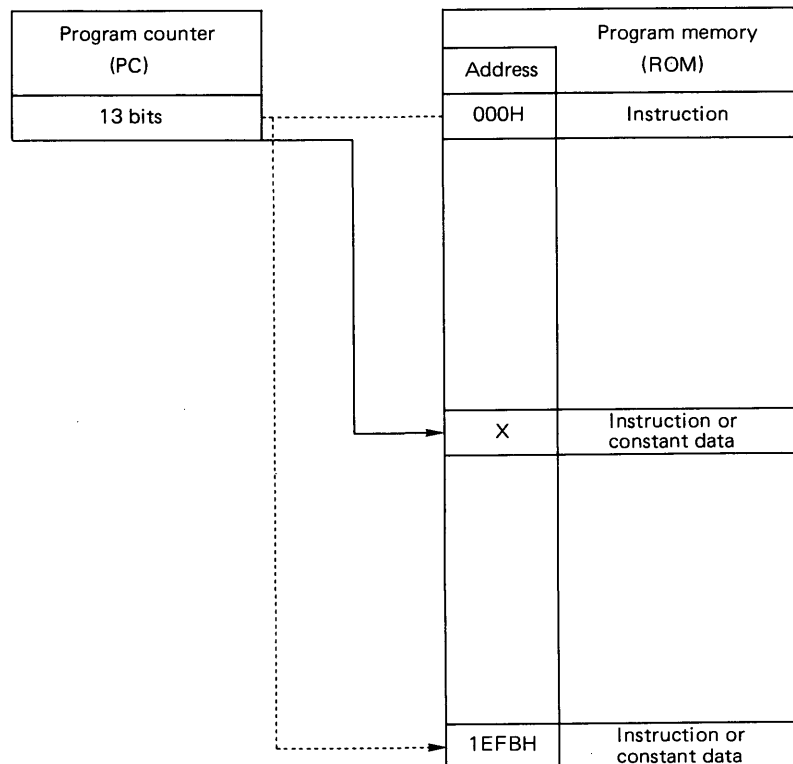 Program counter
(PC)
13 bits
Program memory
(ROM)
Address
000H
Instruction
X
Instruction or
constant data
1EFBH
Instruction or
constant data